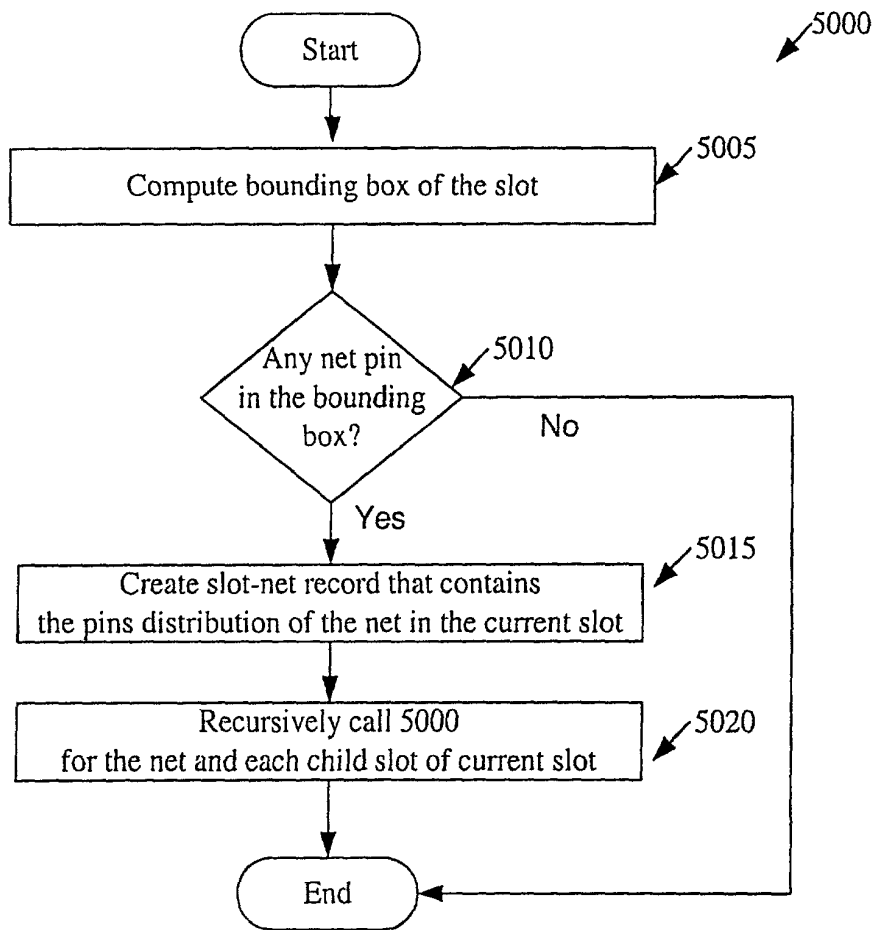 5000
Start
5005
Compute bounding box of the slot
5010
Any net pin
in the bounding
box?
No
Yes
5015
Create slot-net record that contains
the pins distribution of the net in the current slot
5020
Recursively call 5000
for the net and each child slot of current slot
End